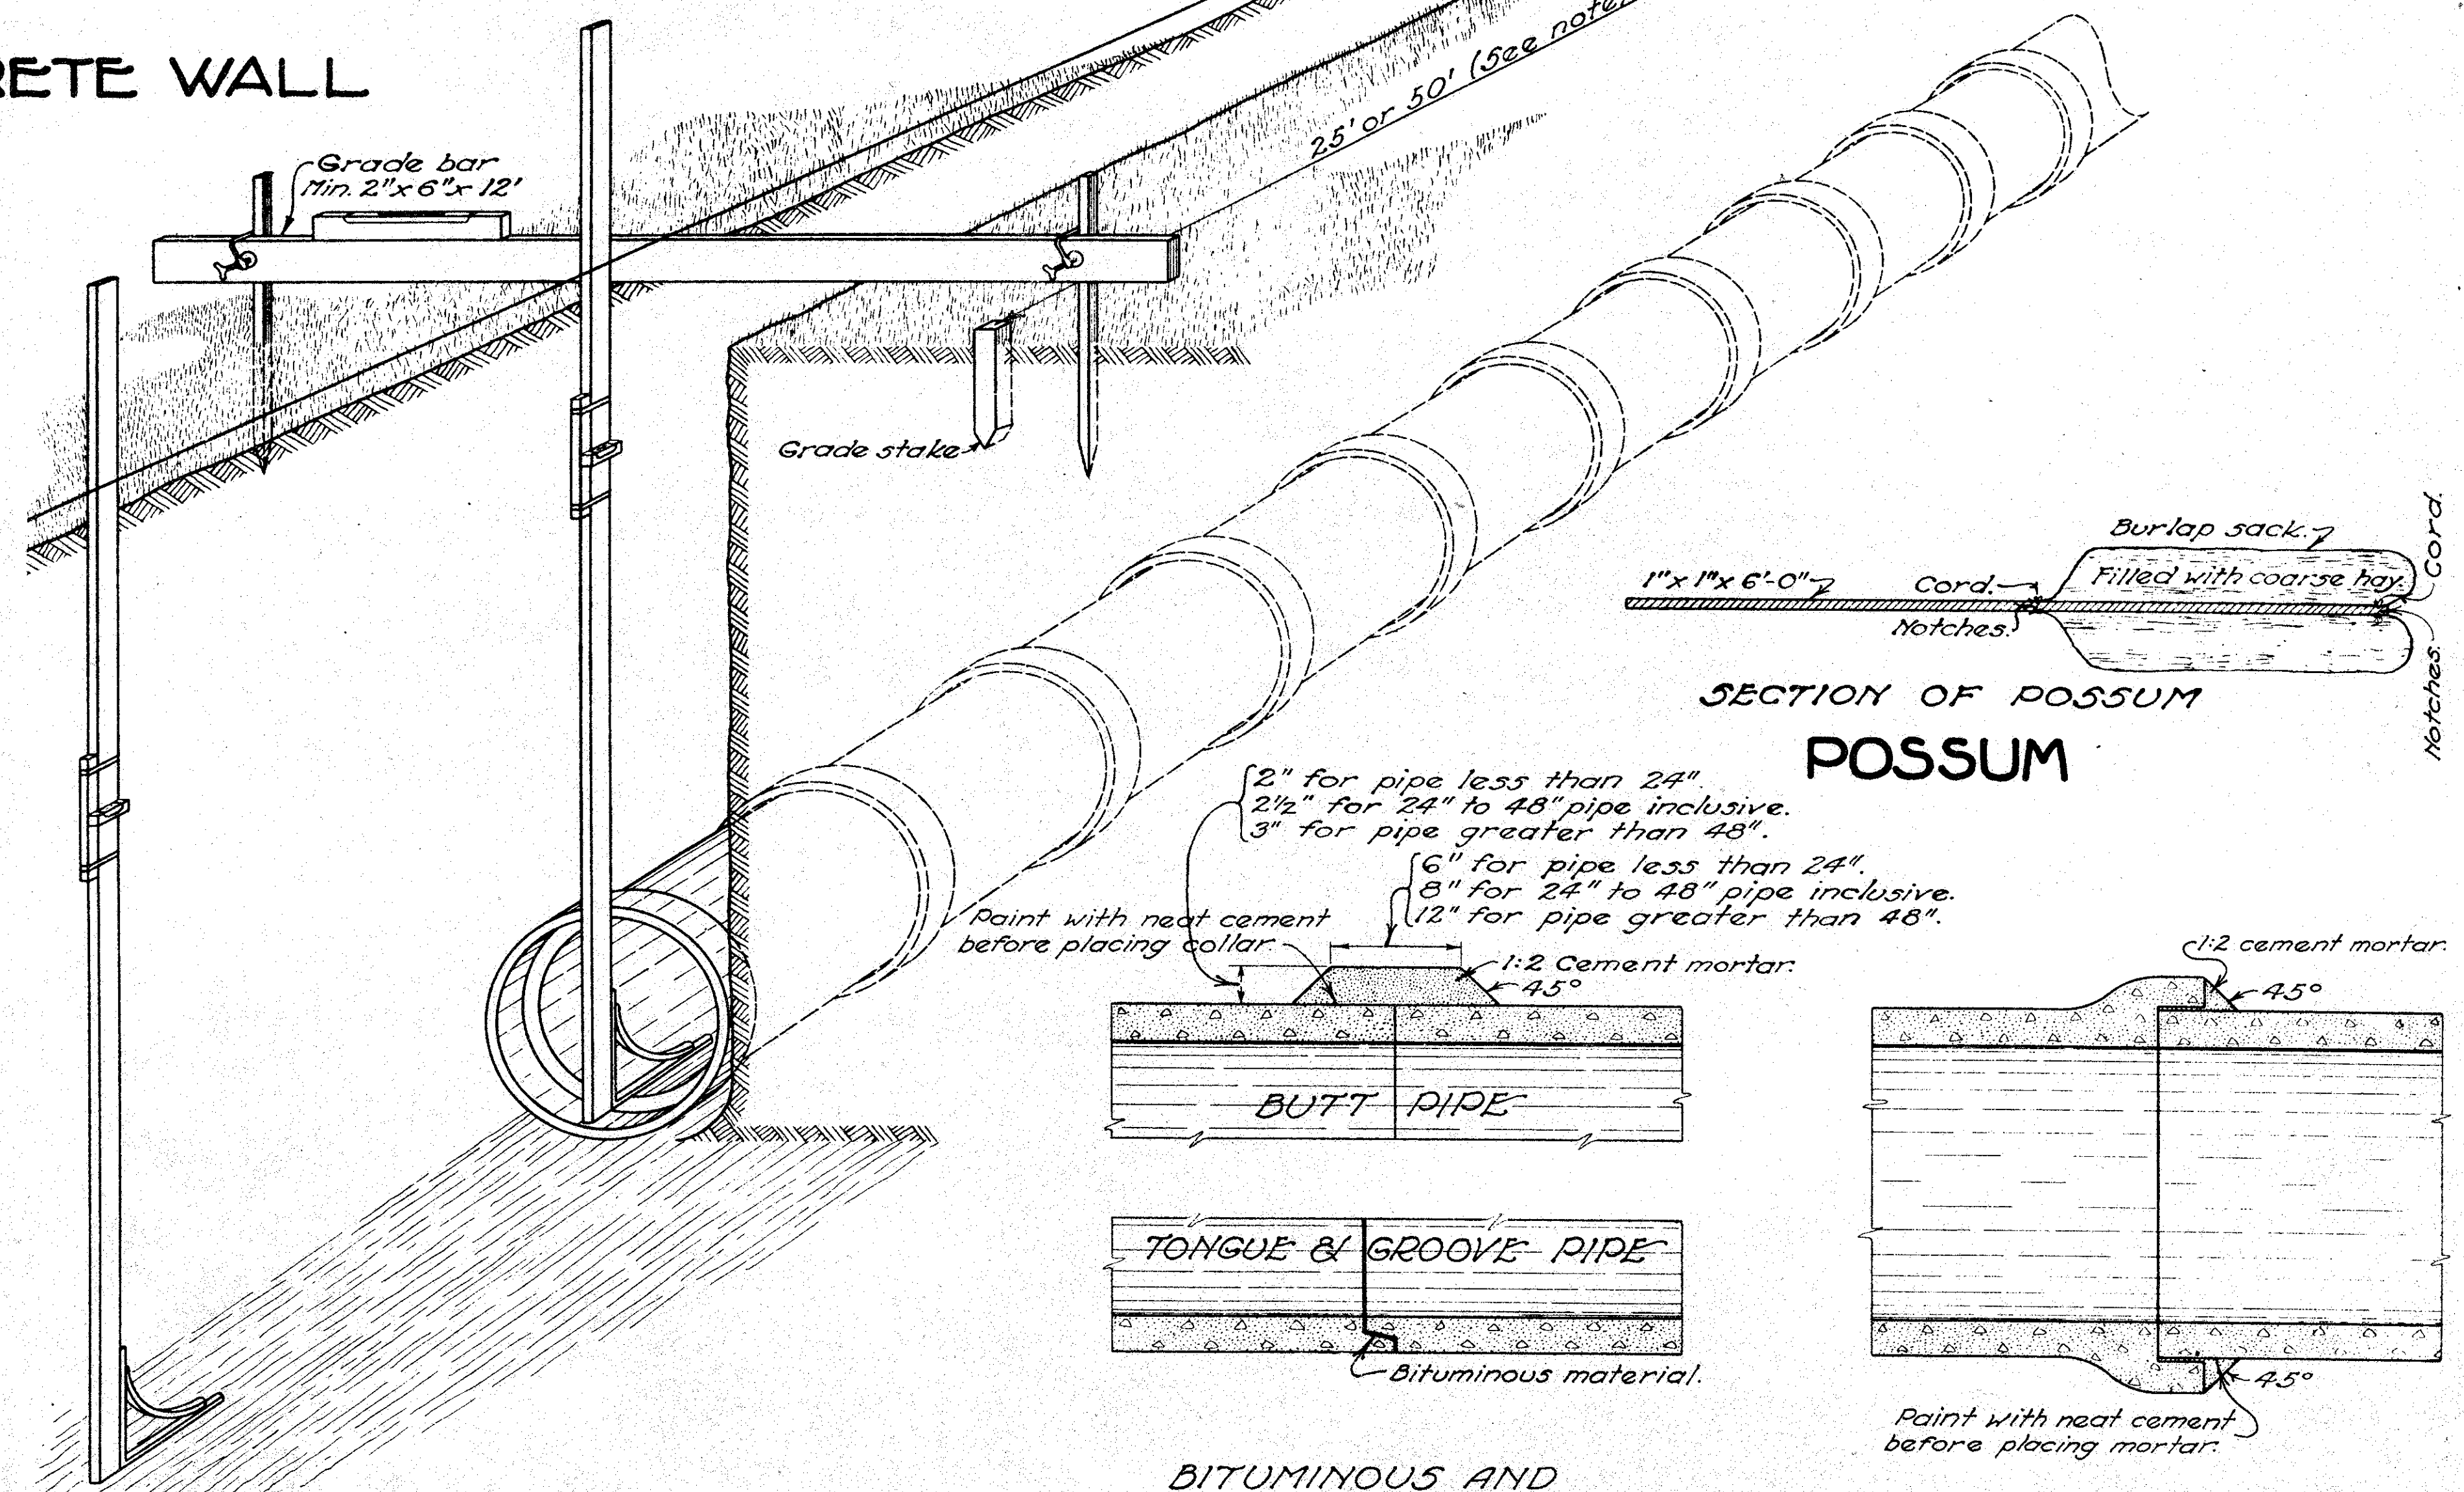 RETE WALL
Grade bar
Min. 2"x 6"x 12'
25' or 50' (See note,
Grade stake
Burlap sack.
Filled with coarse hay.
1"x 1"x 6'-0"
Cord.
Notches.
Cord.
Notches.
SECTION OF POSSUM
POSSUM
2" for pipe less than 24".
2½" for 24" to 48" pipe inclusive.
3" for pipe greater than 48".
6" for pipe less than 24".
8" for 24" to 48" pipe inclusive.
12" for pipe greater than 48".
Paint with neat cement
before placing collar.
1:2 Cement mortar.
45°
BUTT PIPE
TONGUE & GROOVE PIPE
Bituminous material.
1:2 cement mortar.
45°
45°
Paint with neat cement
before placing mortar.
BITUMINOUS AND